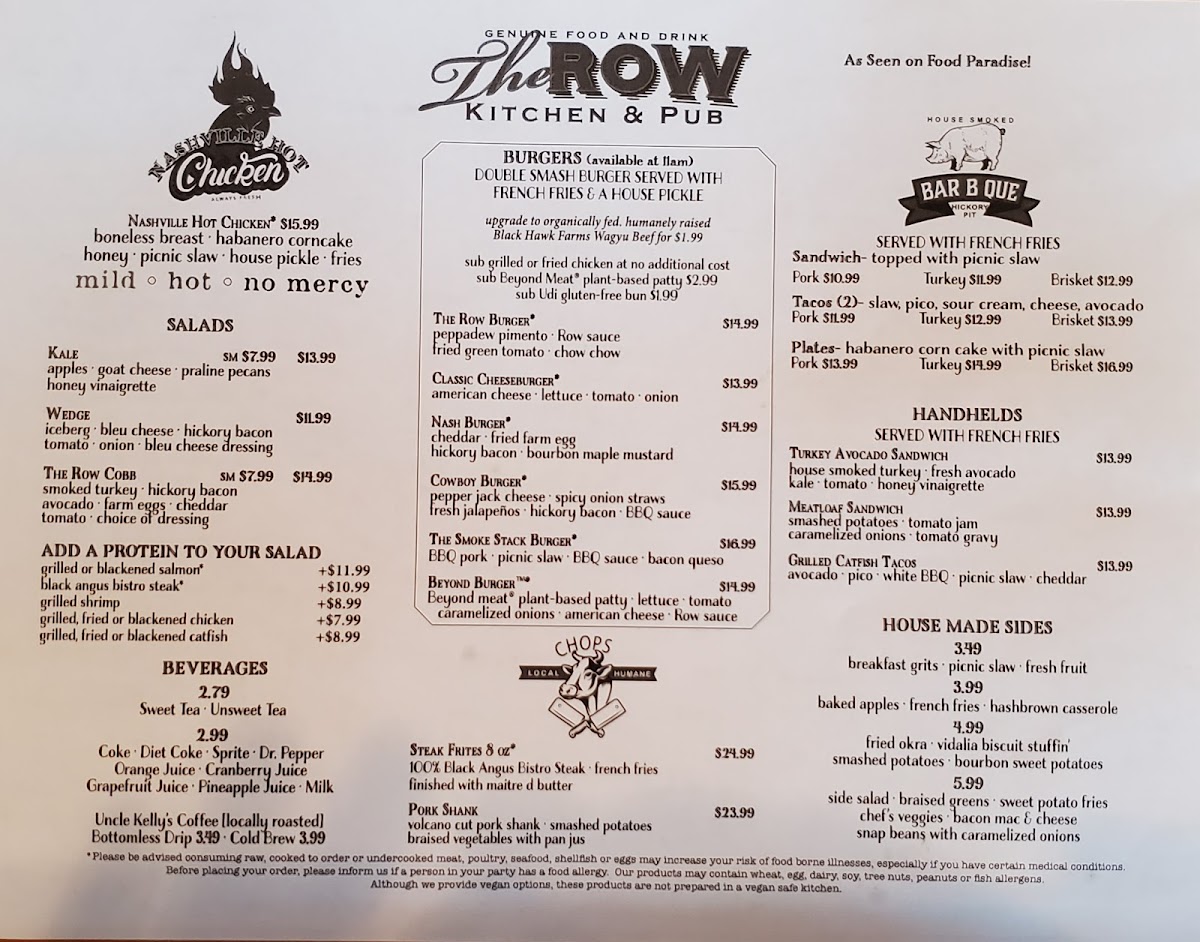 NASHVILLE HOT
Chicken
ALWAYS FRESH
NASHVILLE HOT CHICKEN* $15.99
boneless breast · habanero corncake
honey · picnic slaw · house pickle · fries
mild ○ hot ○ no mercy
SALADS
KALE SM $7.99 $13.99
apples · goat cheese · praline pecans
honey vinaigrette
WEDGE $11.99
iceberg · bleu cheese · hickory bacon
tomato · onion · bleu cheese dressing
THE ROW COBB SM $7.99 $14.99
smoked turkey · hickory bacon
avocado · farm eggs · cheddar
tomato · choice of dressing
ADD A PROTEIN TO YOUR SALAD
grilled or blackened salmon* +$11.99
black angus bistro steak* +$10.99
grilled shrimp +$8.99
grilled, fried or blackened chicken +$7.99
grilled, fried or blackened catfish +$8.99
BEVERAGES
2.79
Sweet Tea · Unsweet Tea
2.99
Coke · Diet Coke · Sprite · Dr. Pepper
Orange Juice · Cranberry Juice
Grapefruit Juice · Pineapple Juice · Milk
Uncle Kelly's Coffee [locally roasted]
Bottomless Drip 3.49 · Cold Brew 3.99
GENUINE FOOD AND DRINK
The ROW
KITCHEN & PUB
BURGERS (available at 11am)
DOUBLE SMASH BURGER SERVED WITH
FRENCH FRIES & A HOUSE PICKLE
upgrade to organically fed. humanely raised
Black Hawk Farms Wagyu Beef for $1.99
sub grilled or fried chicken at no additional cost
sub Beyond Meat® plant-based patty $2.99
sub Udi gluten-free bun $1.99
THE ROW BURGER* $14.99
peppadew pimento · Row sauce
fried green tomato · chow chow
CLASSIC CHEESEBURGER* $13.99
american cheese · lettuce · tomato · onion
NASH BURGER* $14.99
cheddar · fried farm egg
hickory bacon · bourbon maple mustard
COWBOY BURGER* $15.99
pepper jack cheese · spicy onion straws
fresh jalapeños · hickory bacon · BBQ sauce
THE SMOKE STACK BURGER* $16.99
BBQ pork · picnic slaw · BBQ sauce · bacon queso
BEYOND BURGER™* $14.99
Beyond meat® plant-based patty · lettuce · tomato
caramelized onions · american cheese · Row sauce
CHOPS
LOCAL HUMANE
STEAK FRITES 8 OZ* $24.99
100% Black Angus Bistro Steak · french fries
finished with maitre d butter
PORK SHANK $23.99
volcano cut pork shank · smashed potatoes
braised vegetables with pan jus
As Seen on Food Paradise!
HOUSE SMOKED
BAR B QUE
HICKORY
PIT
SERVED WITH FRENCH FRIES
Sandwich- topped with picnic slaw
Pork $10.99 Turkey $11.99 Brisket $12.99
Tacos (2)- slaw, pico, sour cream, cheese, avocado
Pork $11.99 Turkey $12.99 Brisket $13.99
Plates- habanero corn cake with picnic slaw
Pork $13.99 Turkey $14.99 Brisket $16.99
HANDHELDS
SERVED WITH FRENCH FRIES
TURKEY AVOCADO SANDWICH $13.99
house smoked turkey · fresh avocado
kale · tomato · honey vinaigrette
MEATLOAF SANDWICH $13.99
smashed potatoes · tomato jam
caramelized onions · tomato gravy
GRILLED CATFISH TACOS $13.99
avocado · pico · white BBQ · picnic slaw · cheddar
HOUSE MADE SIDES
3.49
breakfast grits · picnic slaw · fresh fruit
3.99
baked apples · french fries · hashbrown casserole
4.99
fried okra · vidalia biscuit stuffin'
smashed potatoes · bourbon sweet potatoes
5.99
side salad · braised greens · sweet potato fries
chef's veggies · bacon mac & cheese
snap beans with caramelized onions
*Please be advised consuming raw, cooked to order or undercooked meat, poultry, seafood, shellfish or eggs may increase your risk of food borne illnesses, especially if you have certain medical conditions.
Before placing your order, please inform us if a person in your party has a food allergy. Our products may contain wheat, egg, dairy, soy, tree nuts, peanuts or fish allergens.
Although we provide vegan options, these products are not prepared in a vegan safe kitchen.